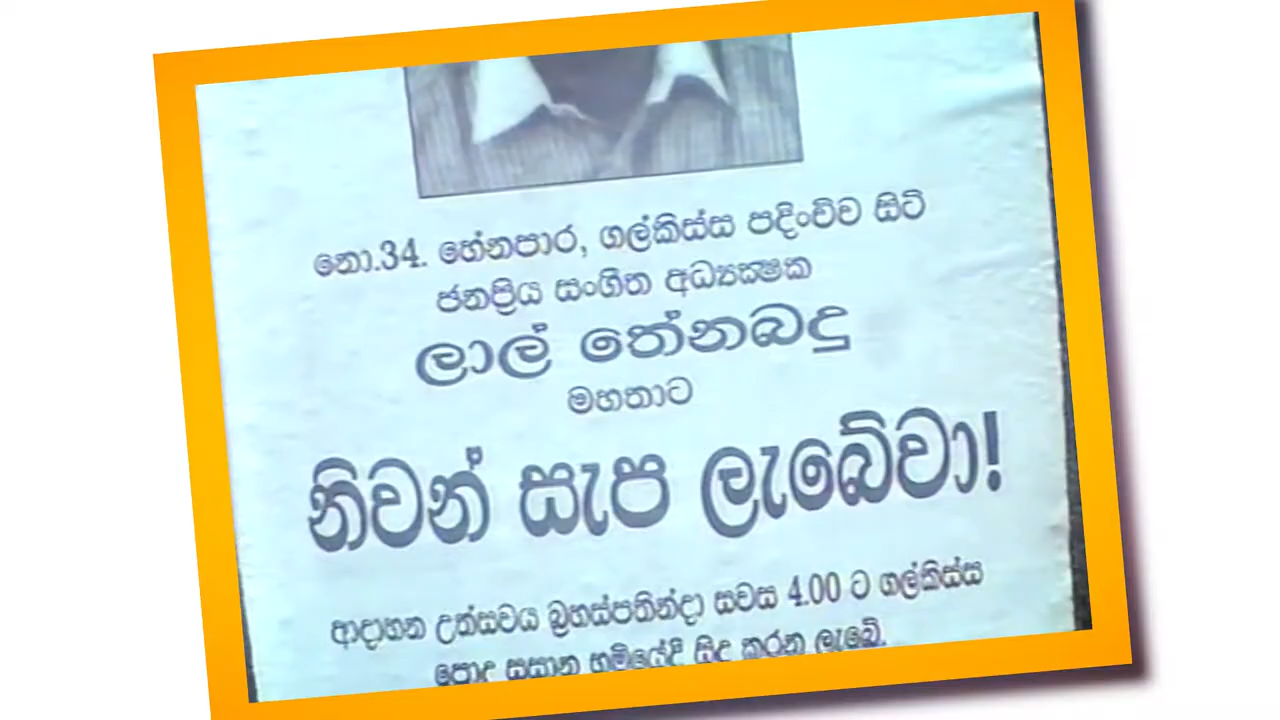 නො.34. හේනපාර, ගල්කිස්ස පදිංචිව සිටි
ජනප්‍රිය සංගීත අධ්‍යක්ෂක
ලාල් තේනබදු
මහතාට
නිවන් සැප ලැබේවා!
ආදාහන උත්සවය බ්‍රහස්පතින්දා සවස 4.00 ට ගල්කිස්ස
පොදු සුසාන භූමියේදී සිදු කරනු ලැබේ.